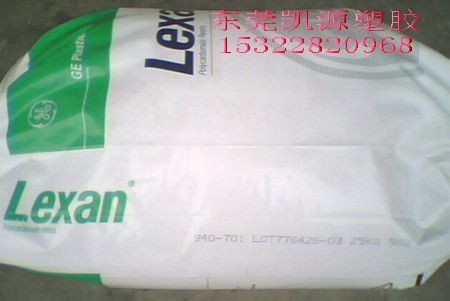 东莞凯源塑胶
15322820968
Lexan
Polycarbonate Resin
GE Plastics
GE
Lexan®
Polycarbonate Resin
940-701 LOT776426-03 25KG